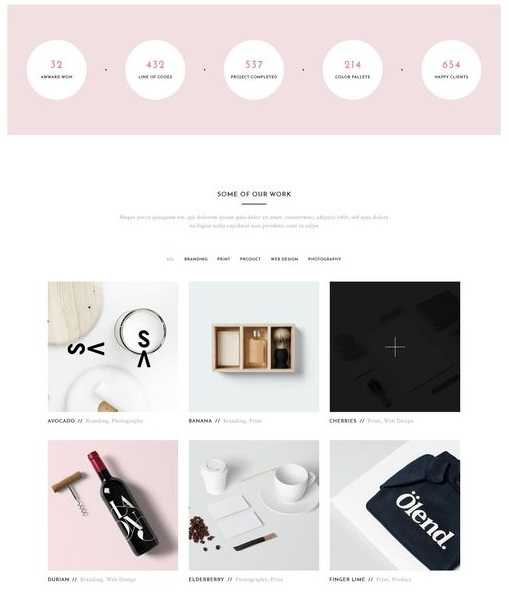 32
AWWARD WON
432
LINE OF CODES
537
PROJECT COMPLETED
214
COLOR PALLETE
654
HAPPY CLIENTS
SOME OF OUR WORK
Neque porro quisquam est, qui dolorem ipsum quia dolor sit amet, consectetur, adipisci velit, sed quia dolore
eu fugiat nulla cupidatat non proident, sunt in culpa
ALL BRANDING PRINT PRODUCT WEB DESIGN PHOTOGRAPHY
SV
SV
AVOCADO // Branding, Photography
BANANA // Branding, Print
CHERRIES // Print, Web Design
Ölend.
DURIAN // Branding, Web Design
ELDERBERRY // Photography, Print
FINGER LIME // Print, Product